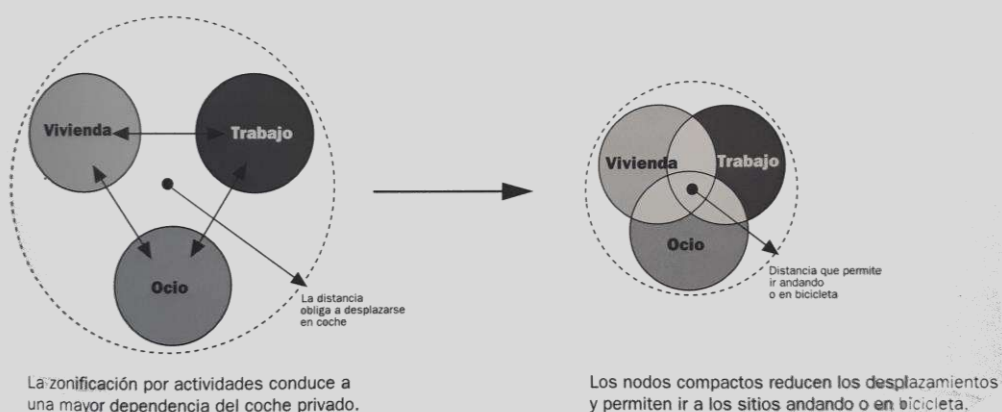 Vivienda
Trabajo
Ocio
La distancia
obliga a desplazarse
en coche
La zonificación por actividades conduce a
una mayor dependencia del coche privado.
Vivienda
Trabajo
Ocio
Distancia que permite
ir andando
o en bicicleta
Los nodos compactos reducen los desplazamientos
y permiten ir a los sitios andando o en bicicleta.